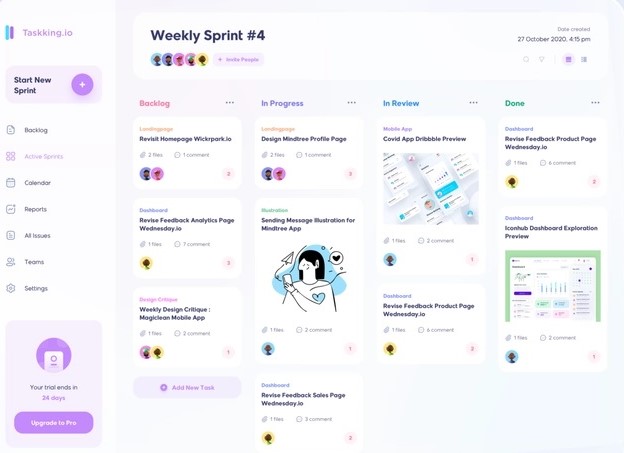 Taskking.io
Start New
Sprint
Backlog
Active Sprints
Calendar
Reports
All Issues
Teams
Settings
Your trial ends in
24 days
Upgrade to Pro
Weekly Sprint #4
Invite People
Date created
27 October 2020, 4:15 pm
Backlog
Landingpage
Revisit Homepage Wickrpark.io
2 files
1 comment
2
Dashboard
Revise Feedback Analytics Page
Wednesday.io
1 files
7 comment
3
Design Critique
Weekly Design Critique :
Magiclean Mobile App
1 files
2 comment
1
Add New Task
In Progress
Landingpage
Design Mindtree Profile Page
2 files
1 comment
3
Illustration
Sending Message Illustration for
Mindtree App
1 files
2 comment
1
Dashboard
Revise Feedback Sales Page
Wednesday.io
1 files
3 comment
2
In Review
Mobile App
Covid App Dribbble Preview
1 files
2 comment
1
Dashboard
Revise Feedback Product Page
Wednesday.io
1 files
6 comment
3
Done
Dashboard
Revise Feedback Product Page
Wednesday.io
1 files
6 comment
2
Dashboard
Iconhub Dashboard Exploration
Preview
1 files
2 comment
1